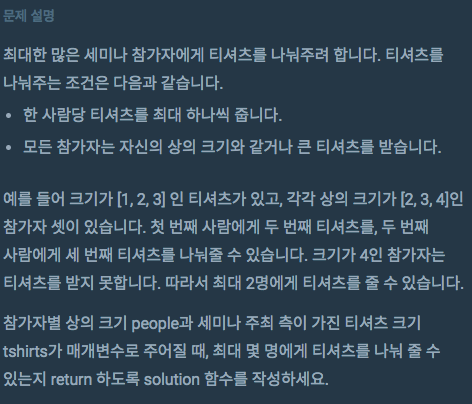 문제 설명
최대한 많은 세미나 참가자에게 티셔츠를 나눠주려 합니다. 티셔츠를
나눠주는 조건은 다음과 같습니다.
• 한 사람당 티셔츠를 최대 하나씩 줍니다.
• 모든 참가자는 자신의 상의 크기와 같거나 큰 티셔츠를 받습니다.
예를 들어 크기가 [1, 2, 3] 인 티셔츠가 있고, 각각 상의 크기가 [2, 3, 4]인
참가자 셋이 있습니다. 첫 번째 사람에게 두 번째 티셔츠를, 두 번째
사람에게 세 번째 티셔츠를 나눠줄 수 있습니다. 크기가 4인 참가자는
티셔츠를 받지 못합니다. 따라서 최대 2명에게 티셔츠를 줄 수 있습니다.
참가자별 상의 크기 people과 세미나 주최 측이 가진 티셔츠 크기
tshirts가 매개변수로 주어질 때, 최대 몇 명에게 티셔츠를 나눠 줄 수
있는지 return 하도록 solution 함수를 작성하세요.